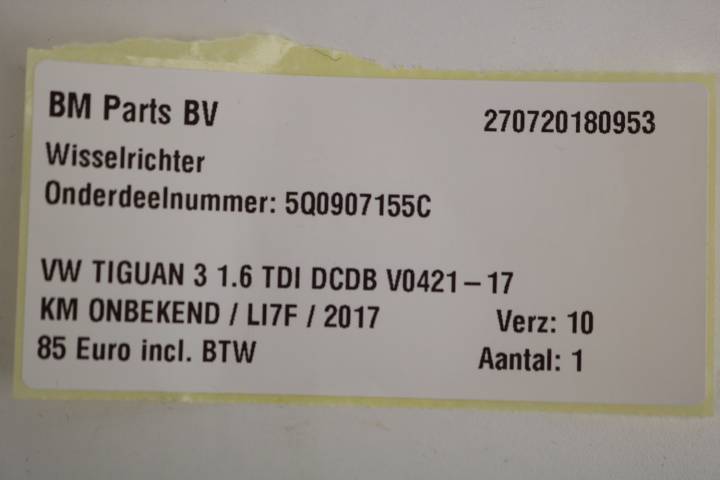 BM Parts BV 270720180953
Wisselrichter
Onderdeelnummer: 5Q0907155C
VW TIGUAN 3 1.6 TDI DCDB V0421-17
KM ONBEKEND / LI7F / 2017 Verz: 10
85 Euro incl. BTW Aantal: 1